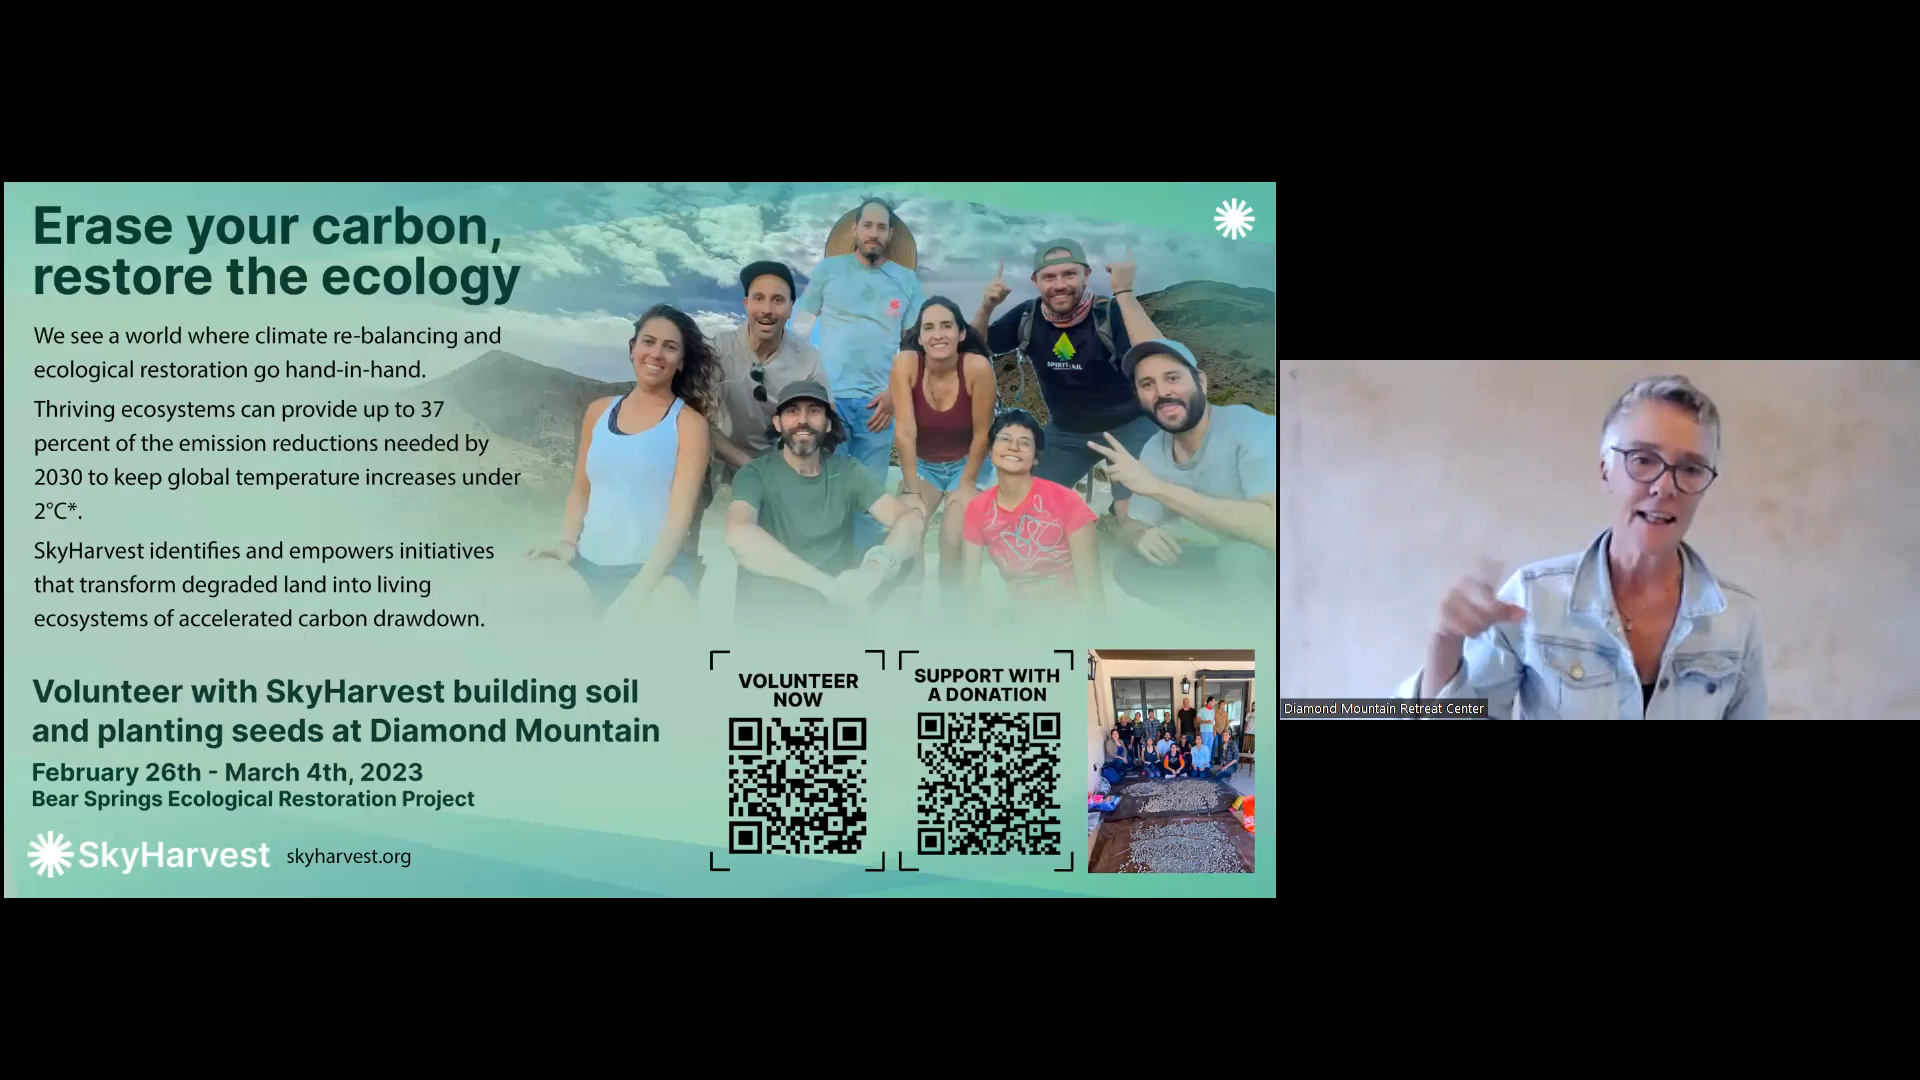 Erase your carbon,
restore the ecology
We see a world where climate re-balancing and
ecological restoration go hand-in-hand.
Thriving ecosystems can provide up to 37
percent of the emission reductions needed by
2030 to keep global temperature increases under
2°C*.
SkyHarvest identifies and empowers initiatives
that transform degraded land into living
ecosystems of accelerated carbon drawdown.
Volunteer with SkyHarvest building soil
and planting seeds at Diamond Mountain
February 26th - March 4th, 2023
Bear Springs Ecological Restoration Project
SkyHarvest skyharvest.org
VOLUNTEER
NOW
SUPPORT WITH
A DONATION
Diamond Mountain Retreat Center